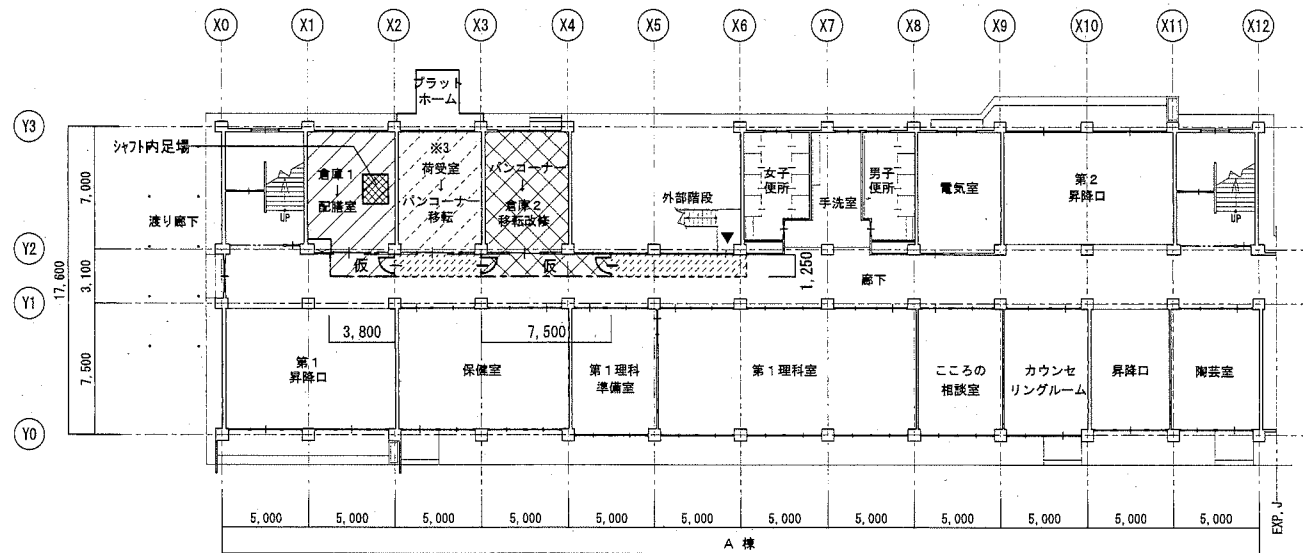 X0 X1 X2 X3 X4 X5 X6 X7 X8 X9 X10 X11 X12
プラット
ホーム
Y3
シャフト内足場
倉庫1
↓
配膳室
※3
荷受室
↓
パンコーナー
移転
パンコーナー
↓
倉庫2
移転改修
外部階段
女子
便所
手洗室
男子
便所
電気室
第2
昇降口
UP
UP
渡り廊下
7,000
Y2
仮
仮
1,250
廊下
17,600
3,100
Y1
3,800
7,500
7,500
第1
昇降口
保健室
第1理科
準備室
第1理科室
こころの
相談室
カウンセ
リングルーム
昇降口
陶芸室
Y0
5,000 5,000 5,000 5,000 5,000 5,000 5,000 5,000 5,000 5,000 5,000 5,000
EXP.J
A 棟